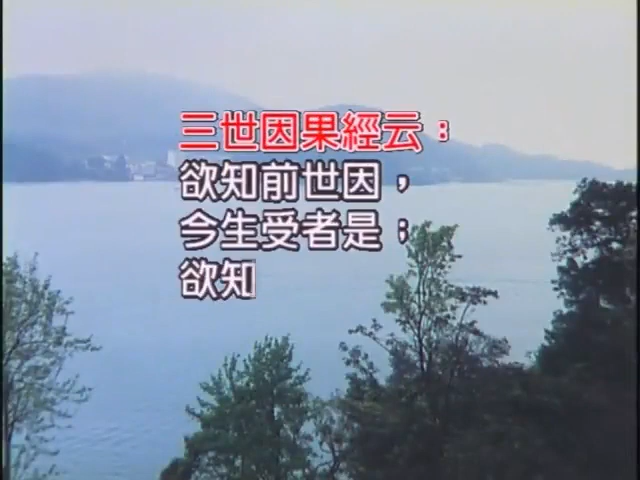 三世因果經云：
欲知前世因，
今生受者是；
欲知